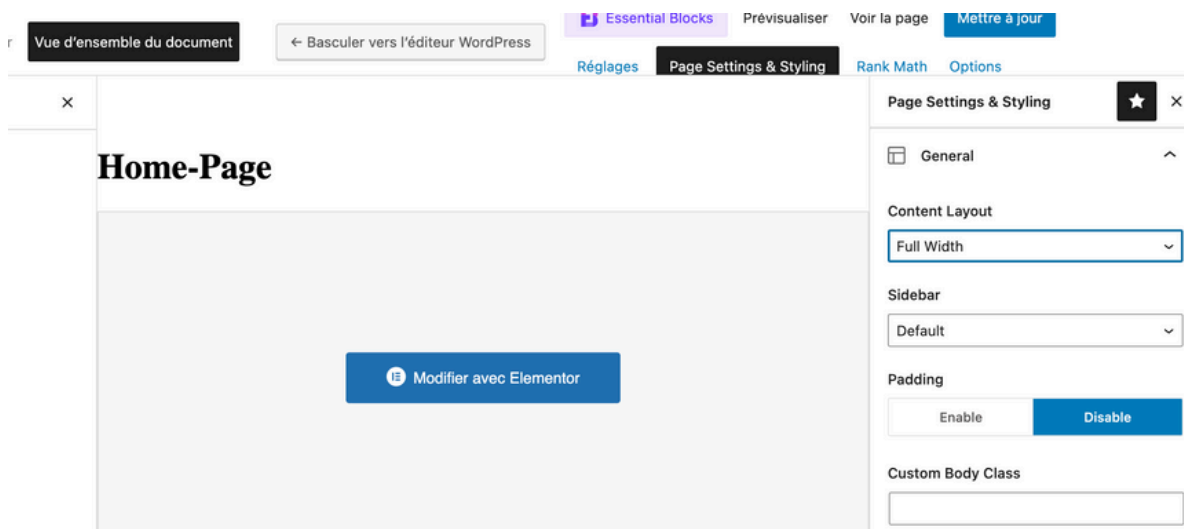 r
Vue d'ensemble du document
← Basculer vers l'éditeur WordPress
Essential Blocks
Prévisualiser
Voir la page
Mettre à jour
Réglages
Page Settings & Styling
Rank Math
Options
Home-Page
Modifier avec Elementor
Page Settings & Styling
General
Content Layout
Full Width
Sidebar
Default
Padding
Enable
Disable
Custom Body Class